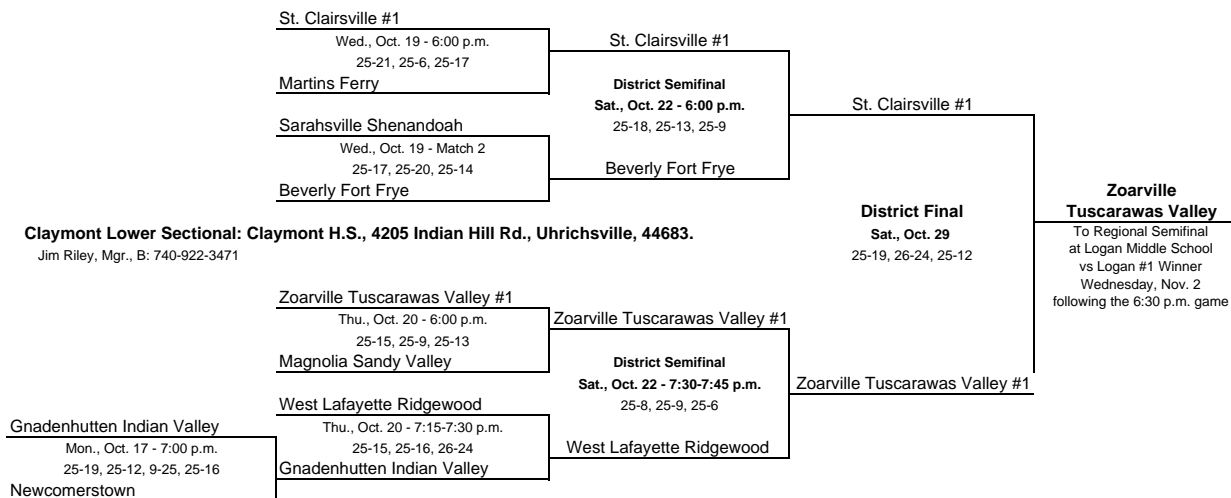 St. Clairsville #1
Wed., Oct. 19 - 6:00 p.m.
25-21, 25-6, 25-17
Martins Ferry
St. Clairsville #1
District Semifinal
Sat., Oct. 22 - 6:00 p.m.
25-18, 25-13, 25-9
Sarahsville Shenandoah
Wed., Oct. 19 - Match 2
25-17, 25-20, 25-14
Beverly Fort Frye
Beverly Fort Frye
St. Clairsville #1
Claymont Lower Sectional: Claymont H.S., 4205 Indian Hill Rd., Uhrichsville, 44683.
Jim Riley, Mgr., B: 740-922-3471
District Final
Sat., Oct. 29
25-19, 26-24, 25-12
Zoarville
Tuscarawas Valley
To Regional Semifinal
at Logan Middle School
vs Logan #1 Winner
Wednesday, Nov. 2
following the 6:30 p.m. game
Zoarville Tuscarawas Valley #1
Thu., Oct. 20 - 6:00 p.m.
25-15, 25-9, 25-13
Magnolia Sandy Valley
Zoarville Tuscarawas Valley #1
District Semifinal
Sat., Oct. 22 - 7:30-7:45 p.m.
25-8, 25-9, 25-6
Zoarville Tuscarawas Valley #1
West Lafayette Ridgewood
Thu., Oct. 20 - 7:15-7:30 p.m.
25-15, 25-16, 26-24
Gnadenhutten Indian Valley
West Lafayette Ridgewood
Gnadenhutten Indian Valley
Mon., Oct. 17 - 7:00 p.m.
25-19, 25-12, 9-25, 25-16
Newcomerstown